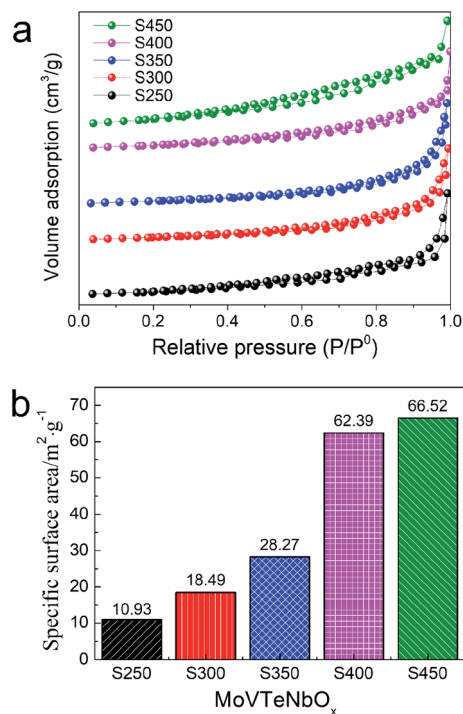 a
S450
S400
S350
S300
S250
Volume adsorption (cm³/g)
0.0 0.2 0.4 0.6 0.8 1.0
Relative pressure (P/P⁰)
b
Specific surface area/m²·g⁻¹
70
60
50
40
30
20
10
0
10.93
18.49
28.27
62.39
66.52
S250 S300 S350 S400 S450
MoVTeNbOₓ